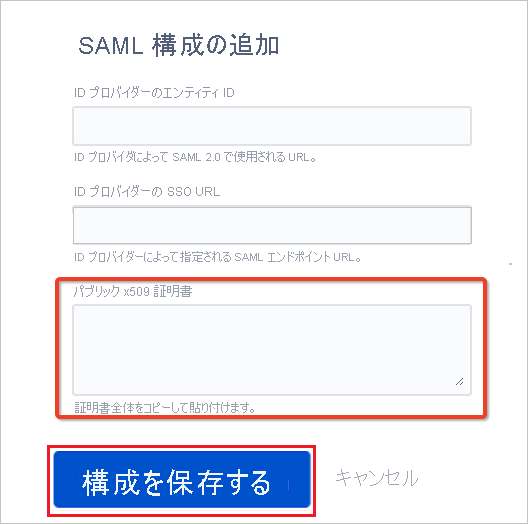 SAML 構成の追加
ID プロバイダーのエンティティ ID
ID プロバイダによって SAML 2.0 で使用される URL。
ID プロバイダーの SSO URL
ID プロバイダーによって指定される SAML エンドポイント URL。
パブリック x509 証明書
証明書全体をコピーして貼り付けます。
構成を保存する
キャンセル